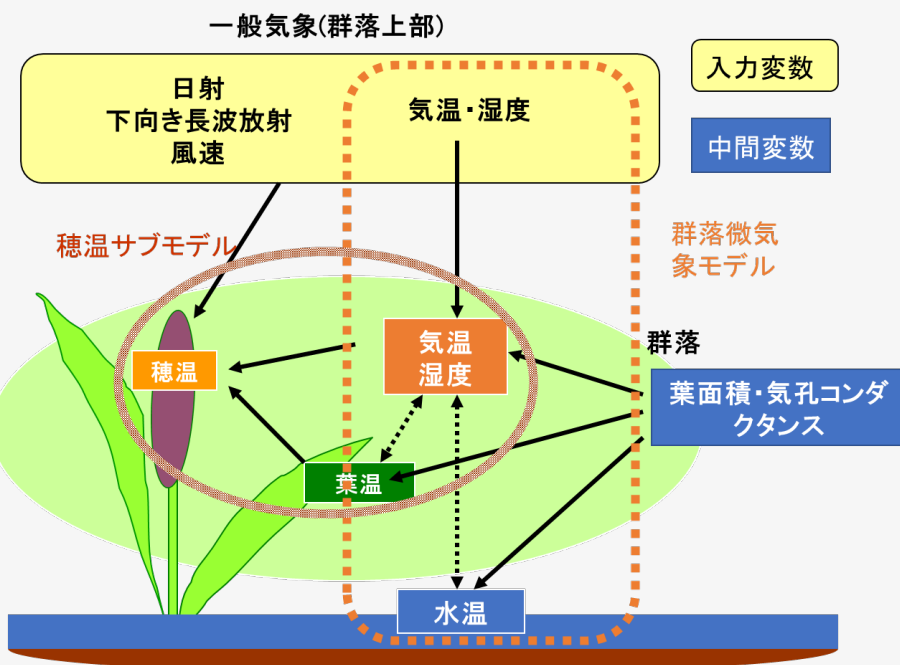 一般気象(群落上部)
日射
下向き長波放射
風速
気温・湿度
入力変数
中間変数
穂温サブモデル
群落微気
象モデル
群落
気温
湿度
穂温
葉面積・気孔コンダ
クタンス
葉温
水温